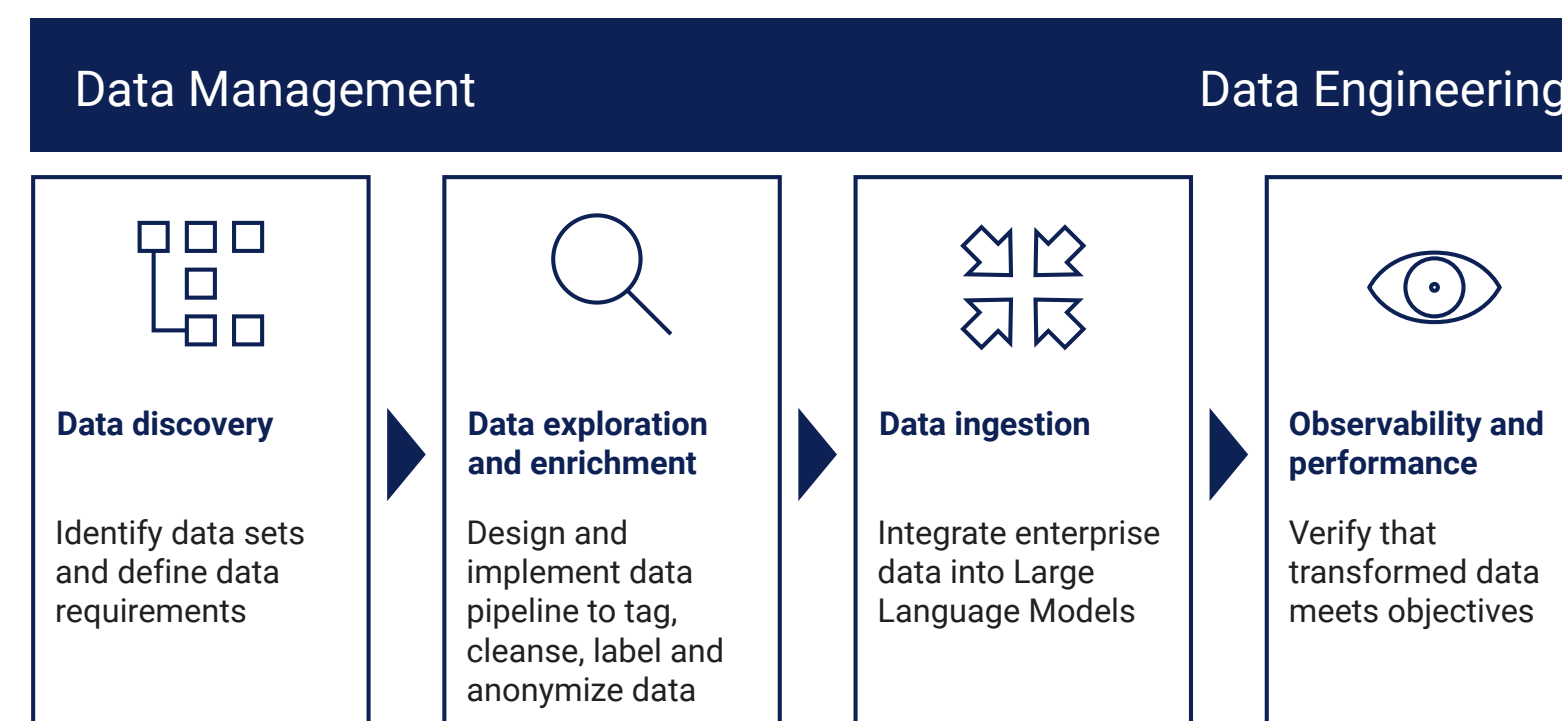 Data Management
Data Engineering
Data discovery
Identify data sets
and define data
requirements
Data exploration
and enrichment
Design and
implement data
pipeline to tag,
cleanse, label and
anonymize data
Data ingestion
Integrate enterprise
data into Large
Language Models
Observability and
performance
Verify that
transformed data
meets objectives